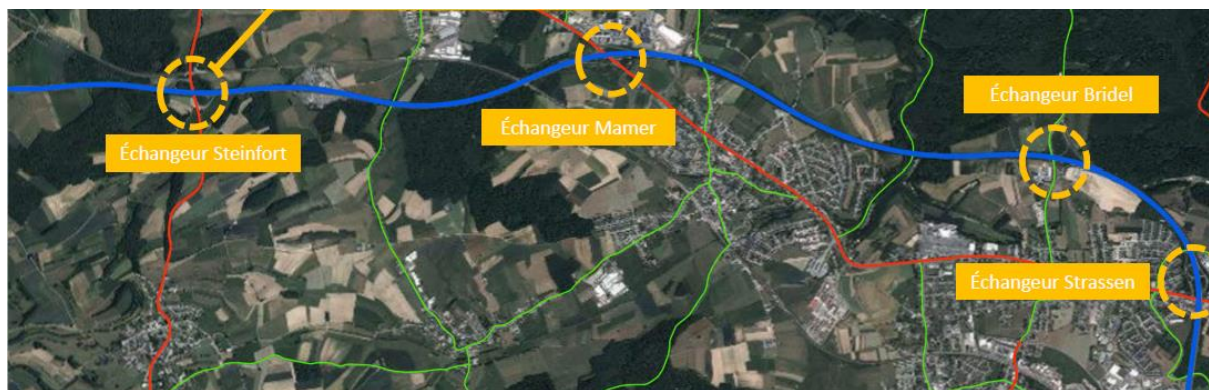 Échangeur Bridel
Échangeur Mamer
Échangeur Steinfort
Échangeur Strassen